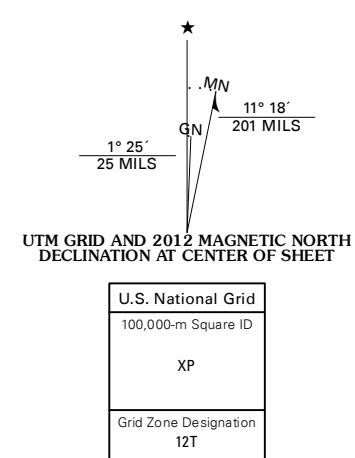 ★
MN
GN
11° 18´
201 MILS
1° 25´
25 MILS
UTM GRID AND 2012 MAGNETIC NORTH
DECLINATION AT CENTER OF SHEET
U.S. National Grid
100,000-m Square ID
XP
Grid Zone Designation
12T